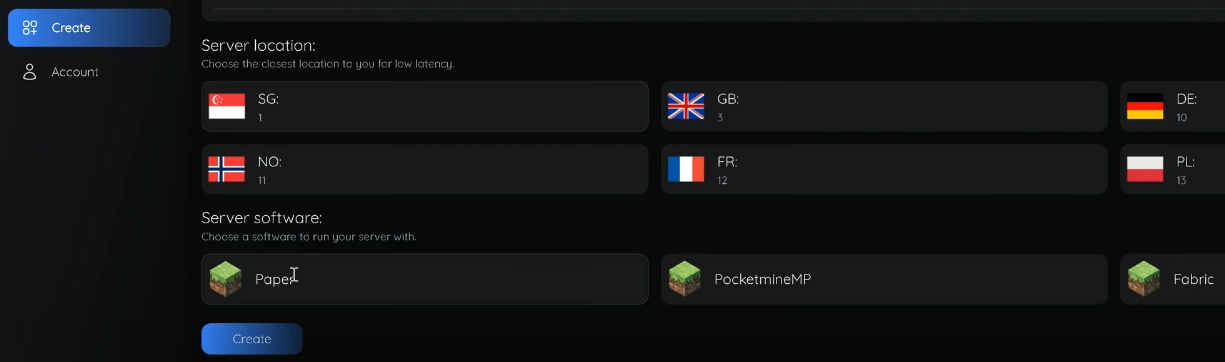 Create
Account
Server location:
Choose the closest location to you for low latency.
SG:
1
GB:
3
DE:
10
NO:
11
FR:
12
PL:
13
Server software:
Choose a software to run your server with.
Paper
PocketmineMP
Fabric
Create